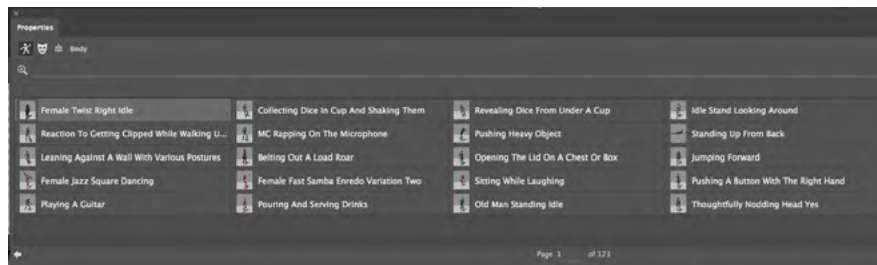 Properties
Body
Female Twist Right Idle
Collecting Dice In Cup And Shaking Them
Revealing Dice From Under A Cup
Idle Stand Looking Around
Reaction To Getting Clipped While Walking U...
MC Rapping On The Microphone
Pushing Heavy Object
Standing Up From Back
Leaning Against A Wall With Various Postures
Belting Out A Load Roar
Opening The Lid On A Chest Or Box
Jumping Forward
Female Jazz Square Dancing
Female Fast Samba Enredo Variation Two
Sitting While Laughing
Pushing A Button With The Right Hand
Playing A Guitar
Pouring And Serving Drinks
Old Man Standing Idle
Thoughtfully Nodding Head Yes
Page 1 of 123